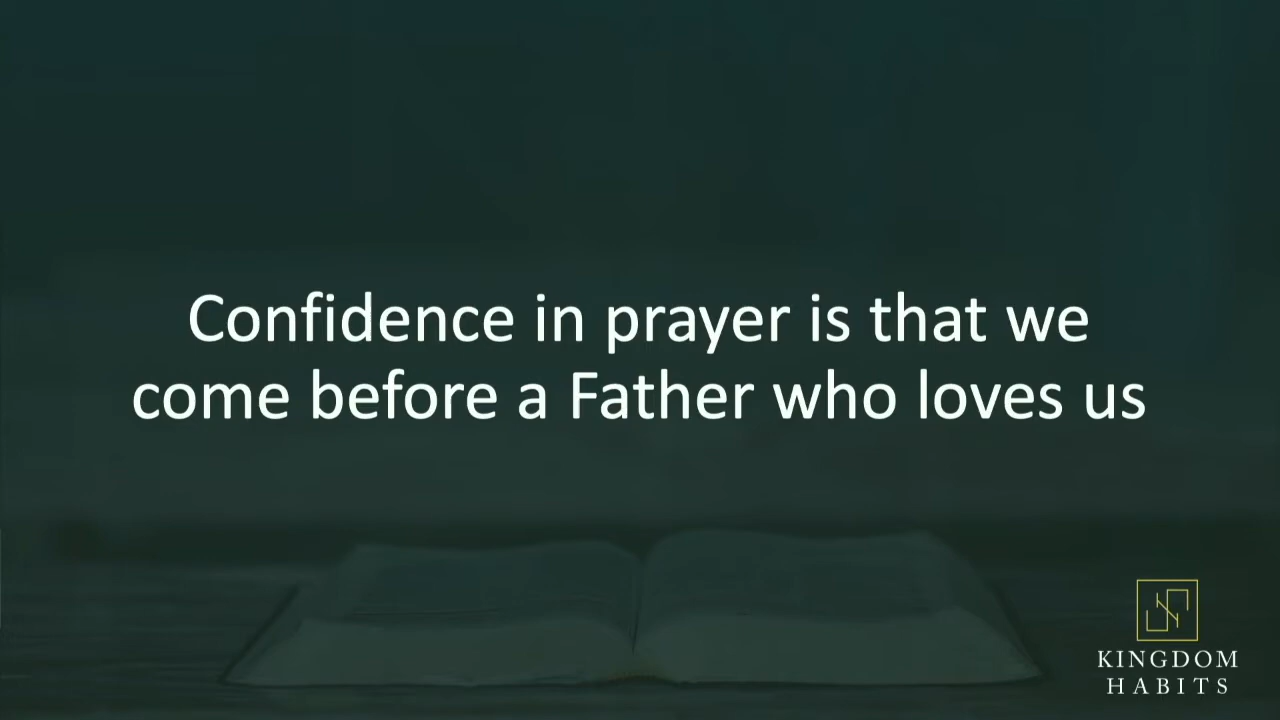 Confidence in prayer is that we
come before a Father who loves us
KINGDOM
HABITS